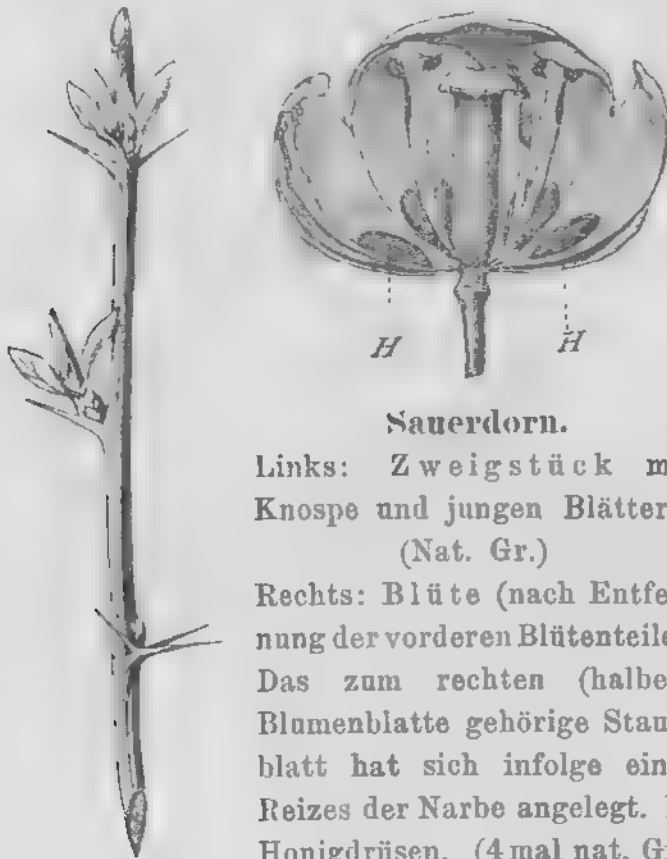 H H
Sauerdorn.
Links: Zweigstück m
Knospe und jungen Blätter
(Nat. Gr.)
Rechts: Blüte (nach Entfe
nung der vorderen Blütenteile
Das zum rechten (halbe
Blumenblatte gehörige Stau
blatt hat sich infolge ein
Reizes der Narbe angelegt.
Honigdrüsen. (4 mal nat. G